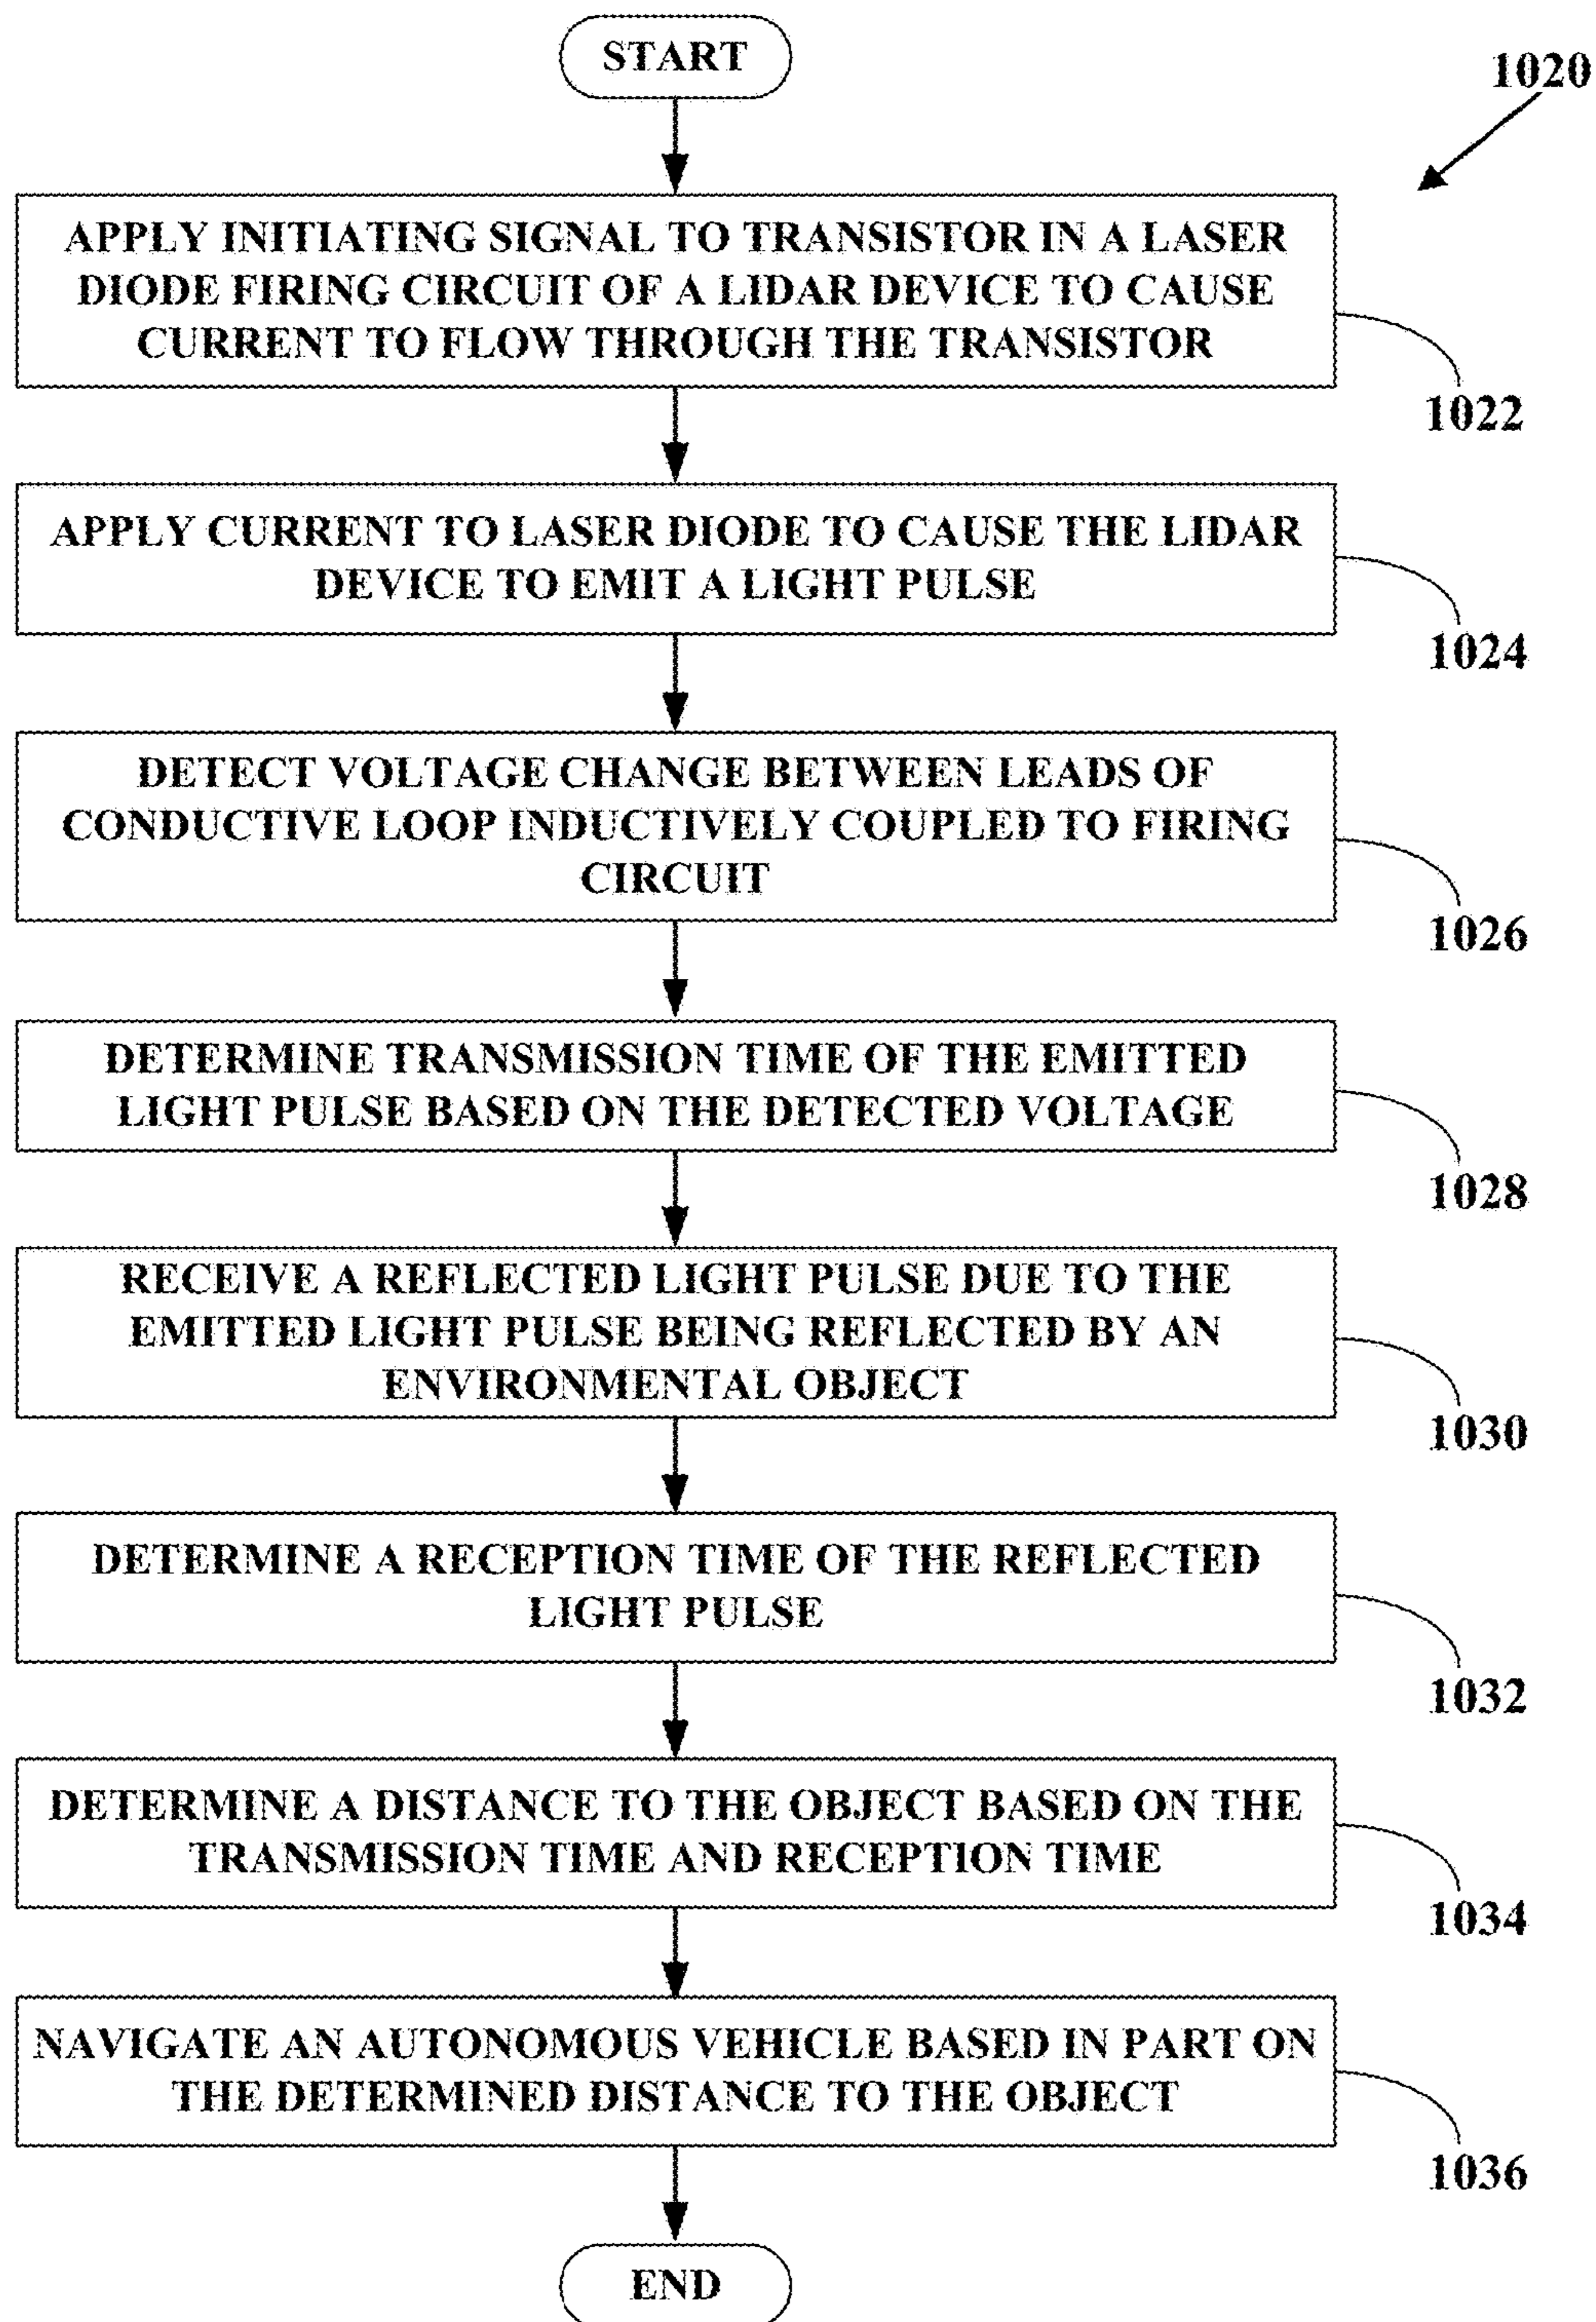 START
1020
APPLY INITIATING SIGNAL TO TRANSISTOR IN A LASER
DIODE FIRING CIRCUIT OF A LIDAR DEVICE TO CAUSE
CURRENT TO FLOW THROUGH THE TRANSISTOR
1022
APPLY CURRENT TO LASER DIODE TO CAUSE THE LIDAR
DEVICE TO EMIT A LIGHT PULSE
1024
DETECT VOLTAGE CHANGE BETWEEN LEADS OF
CONDUCTIVE LOOP INDUCTIVELY COUPLED TO FIRING
CIRCUIT
1026
DETERMINE TRANSMISSION TIME OF THE EMITTED
LIGHT PULSE BASED ON THE DETECTED VOLTAGE
1028
RECEIVE A REFLECTED LIGHT PULSE DUE TO THE
EMITTED LIGHT PULSE BEING REFLECTED BY AN
ENVIRONMENTAL OBJECT
1030
DETERMINE A RECEPTION TIME OF THE REFLECTED
LIGHT PULSE
1032
DETERMINE A DISTANCE TO THE OBJECT BASED ON THE
TRANSMISSION TIME AND RECEPTION TIME
1034
NAVIGATE AN AUTONOMOUS VEHICLE BASED IN PART ON
THE DETERMINED DISTANCE TO THE OBJECT
1036
END